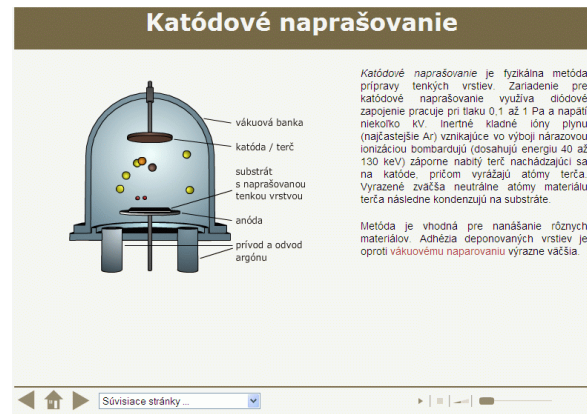 Katódové naprašovanie
vákuová banka
katóda / terč
substrát
s naprašovanou
tenkou vrstvou
anóda
prívod a odvod
argónu
Katódové naprašovanie je fyzikálna metóda
prípravy tenkých vrstiev. Zariadenie pre
katódové naprašovanie využíva diódové
zapojenie pracuje pri tlaku 0,1 až 1 Pa a napätí
niekoľko kV. Inertné kladné ióny plynu
(najčastejšie Ar) vznikajúce vo výboji nárazovou
ionizáciou bombardujú (dosahujú energiu 40 až
130 keV) záporne nabitý terč nachádzajúci sa
na katóde, pričom vyrážajú atómy terča.
Vyrazené zväčša neutrálne atómy materiálu
terča následne kondenzujú na substráte.
Metóda je vhodná pre nanášanie rôznych
materiálov. Adhézia deponovaných vrstiev je
oproti vákuovému naparovaniu výrazne väčšia.
Súvisiace stránky ...